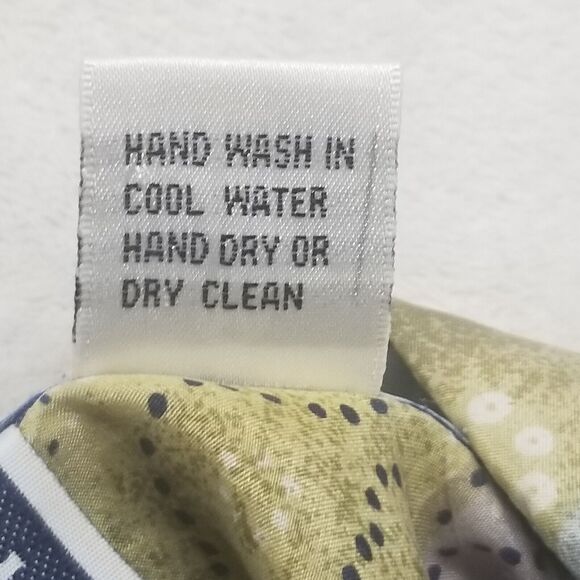 HAND WASH IN
COOL WATER
HAND DRY OR
DRY CLEAN